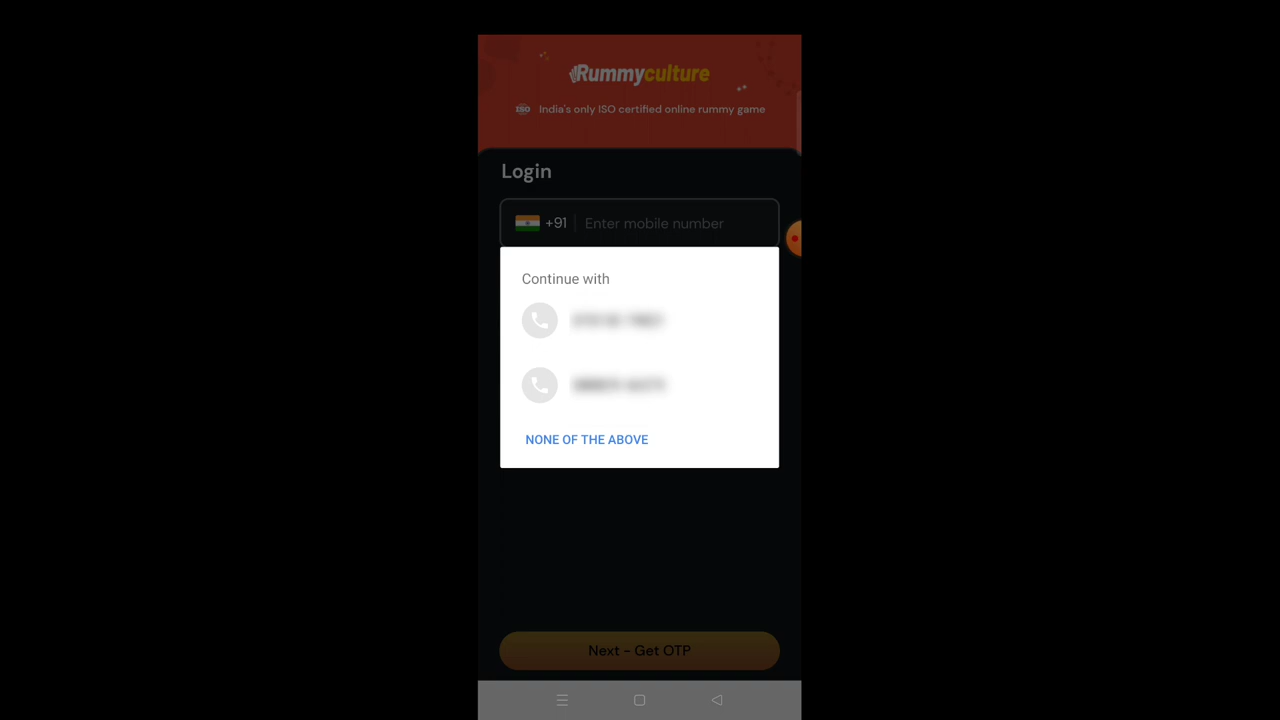 Rummyculture
ISO India's only ISO certified online rummy game
Login
+91 Enter mobile number
Continue with
NONE OF THE ABOVE
Next - Get OTP